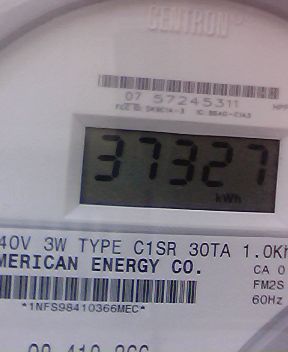 CENTRON
07 57245311
37327
kWh
40V 3W TYPE C1SR 30TA 1.0Kh
MERICAN ENERGY CO.
CA 0
FM2S
60Hz
*1NFS98410366MEC*